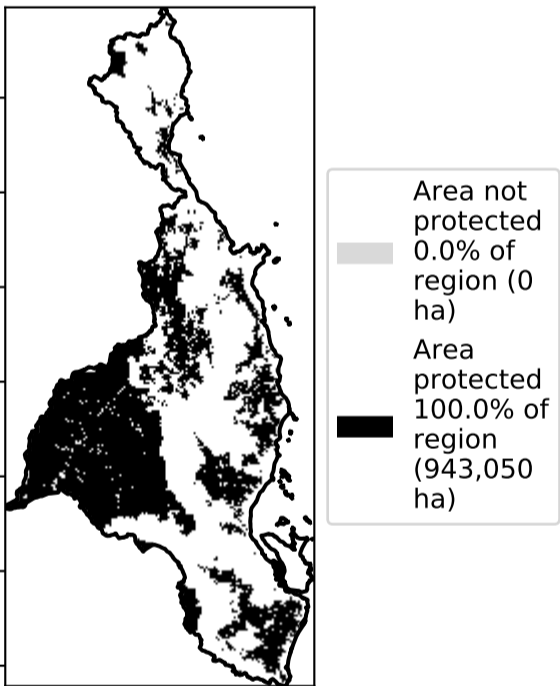 Area not
protected
0.0% of
region (0
ha)
Area
protected
100.0% of
region
(943,050
ha)